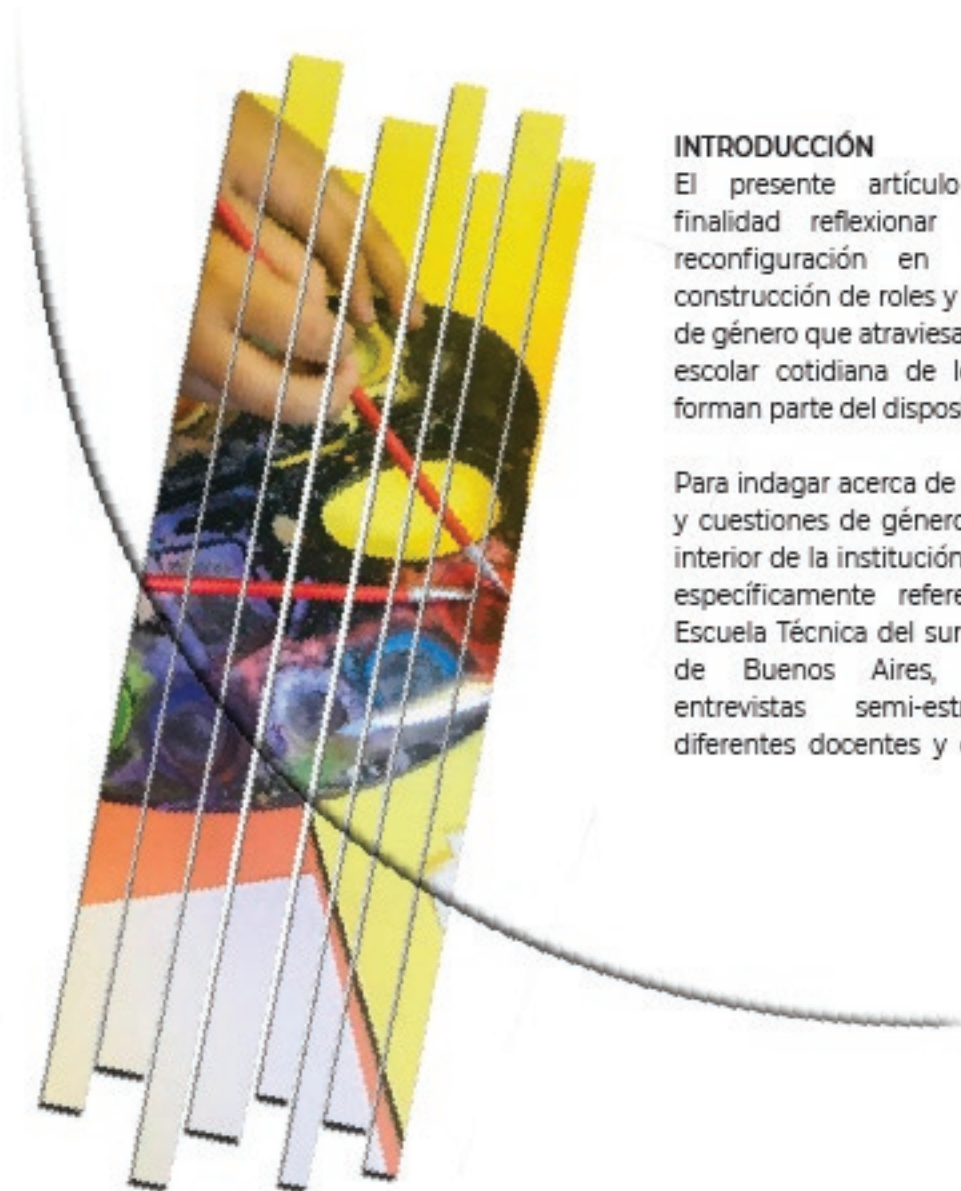 INTRODUCCIÓN
El presente artículo
finalidad reflexionar
reconfiguración en
construcción de roles y
de género que atraviesa
escolar cotidiana de l
forman parte del dispos
Para indagar acerca de
y cuestiones de género
interior de la institución
específicamente refere
Escuela Técnica del sur
de Buenos Aires,
entrevistas semi-estr
diferentes docentes y